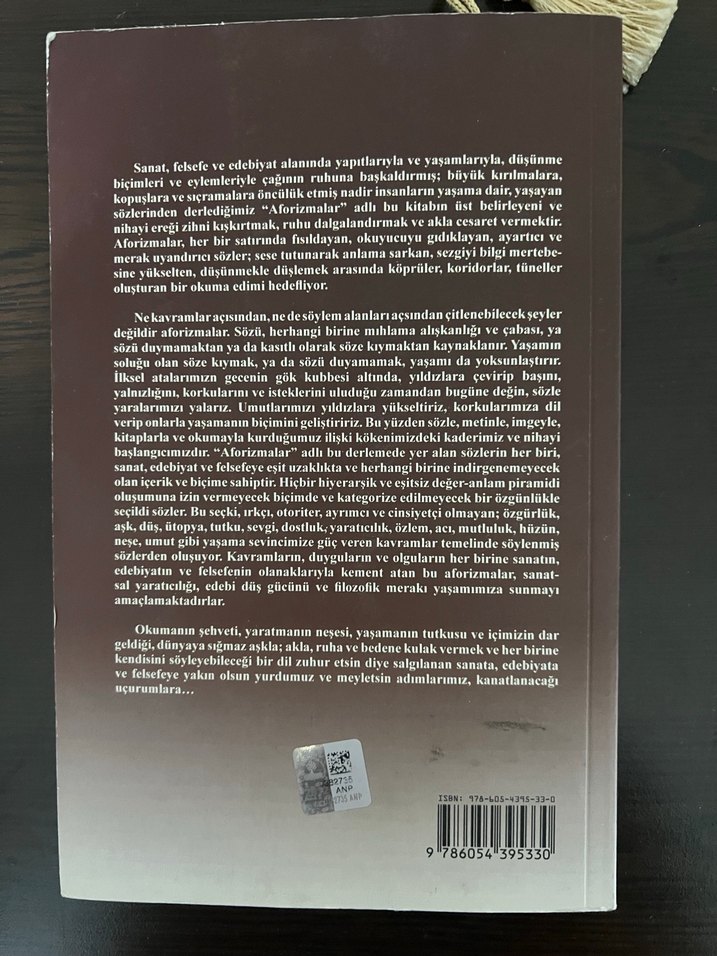 Sanat, felsefe ve edebiyat alanında yapıtlarıyla ve yaşamlarıyla, düşünme
biçimleri ve eylemleriyle çağının ruhuna başkaldırmış; büyük kırılmalara,
kopuşlara ve sıçramalara öncülük etmiş nadir insanların yaşama dair, yaşayan
sözlerinden derlediğimiz “Aforizmalar” adlı bu kitabın üst belirleyeni ve
nihayi ereği zihni kışkırtmak, ruhu dalgalandırmak ve akla cesaret vermektir.
Aforizmalar, her bir satırında fısıldayan, okuyucuyu gıdıklayan, ayartıcı ve
merak uyandırıcı sözler; sese tutunarak anlama sarkan, sezgiyi bilgi mertebe-
sine yükselten, düşünmekle düşlemek arasında köprüler, koridorlar, tüneller
oluşturan bir okuma edimi hedefliyor.
Ne kavramlar açısından, ne de söylem alanları açsından çitlenebilecek şeyler
değildir aforizmalar. Sözü, herhangi birine mıhlama alışkanlığı ve çabası, ya
sözü duymamaktan ya da kasıtlı olarak söze kıymaktan kaynaklanır. Yaşamın
soluğu olan söze kıymak, ya da sözü duyamamak, yaşamı da yoksunlaştırır.
İlksel atalarımızn gecenin gök kubbesi altında, yıldızlara çevirip başını,
yalnızlığını, korkularını ve isteklerini uluduğu zamandan bugüne değin, sözle
yaralarımızı yalarız. Umutlarımızı yıldızlara yükseltiriz, korkularımıza dil
verip onlarla yaşamanın biçimini geliştiririz. Bu yüzden sözle, metinle, imgeyle,
kitaplarla ve okumayla kurduğumuz ilişki kökenimizdeki kaderimiz ve nihayi
başlangıcımızdır. “Aforizmalar” adlı bu derlemede yer alan sözlerin her biri,
sanat, edebiyat ve felsefeye eşit uzaklıkta ve herhangi birine indirgenemeyecek
olan içerik ve biçime sahiptir. Hiçbir hiyerarşik ve eşitsiz değer-anlam piramidi
oluşumuna izin vermeyecek biçimde ve kategorize edilmeyecek bir özgünlükle
seçildi sözler. Bu seçki, ırkçı, otoriter, ayrımcı ve cinsiyetçi olmayan; özgürlük,
aşk, düş, ütopya, tutku, sevgi, dostluk, yaratıcılık, özlem, acı, mutluluk, hüzün,
neşe, umut gibi yaşama sevincimize güç veren kavramlar temelinde söylenmiş
sözlerden oluşuyor. Kavramların, duyguların ve olguların her birine sanatın,
edebiyatın ve felsefenin olanaklarıyla kement atan bu aforizmalar, sanat-
sal yaratıcılığı, edebi düş gücünü ve filozofik merakı yaşamımıza sunmayı
amaçlamaktadırlar.
Okumanın şehveti, yaratmanın neşesi, yaşamanın tutkusu ve içimizin dar
geldiği, dünyaya sığmaz aşkla; akla, ruha ve bedene kulak vermek ve her birine
kendisini söyleyebileceği bir dil zuhur etsin diye salgılanan sanata, edebiyata
ve felsefeye yakın olsun yurdumuz ve meyletsin adımlarımız, kanatlanacağı
uçurumlara…
ANP
2735 ANP
ISBN: 978-605-4395-33-0
9 786054 395330